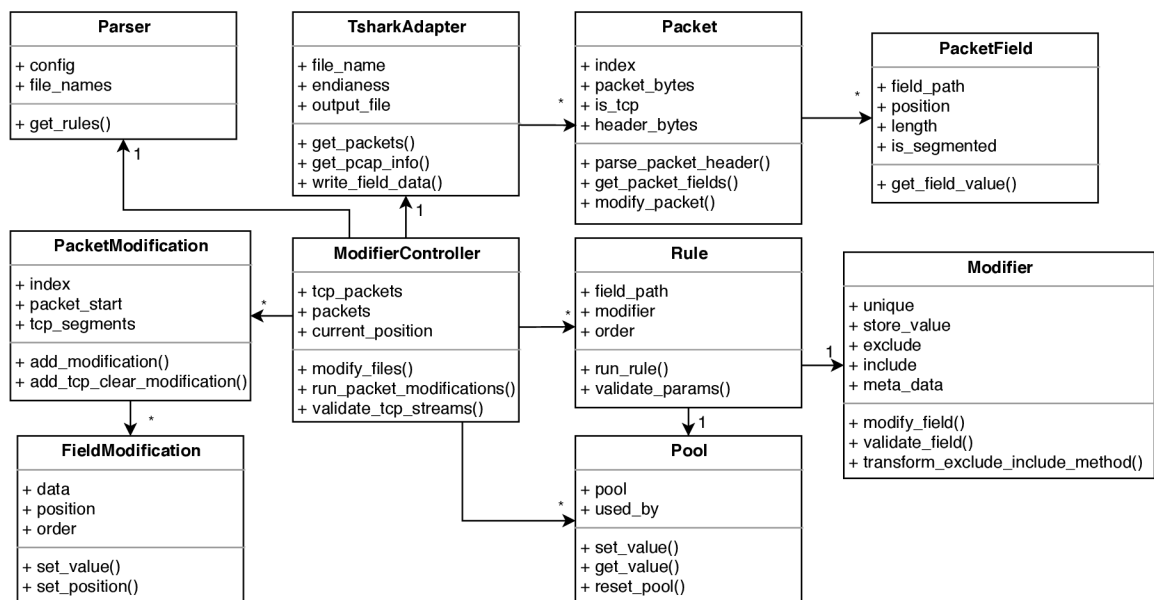 Parser
+ config
+ file_names
+ get_rules()
1
TsharkAdapter
+ file_name
+ endianess
+ output_file
+ get_packets()
+ get_pcap_info()
+ write_field_data()
1
*
Packet
+ index
+ packet_bytes
+ is_tcp
+ header_bytes
+ parse_packet_header()
+ get_packet_fields()
+ modify_packet()
*
PacketField
+ field_path
+ position
+ length
+ is_segmented
+ get_field_value()
PacketModification
+ index
+ packet_start
+ tcp_segments
+ add_modification()
+ add_tcp_clear_modification()
*
*
ModifierController
+ tcp_packets
+ packets
+ current_position
+ modify_files()
+ run_packet_modifications()
+ validate_tcp_streams()
*
Rule
+ field_path
+ modifier
+ order
+ run_rule()
+ validate_params()
1
1
Modifier
+ unique
+ store_value
+ exclude
+ include
+ meta_data
+ modify_field()
+ validate_field()
+ transform_exclude_include_method()
FieldModification
+ data
+ position
+ order
+ set_value()
+ set_position()
*
Pool
+ pool
+ used_by
+ set_value()
+ get_value()
+ reset_pool()